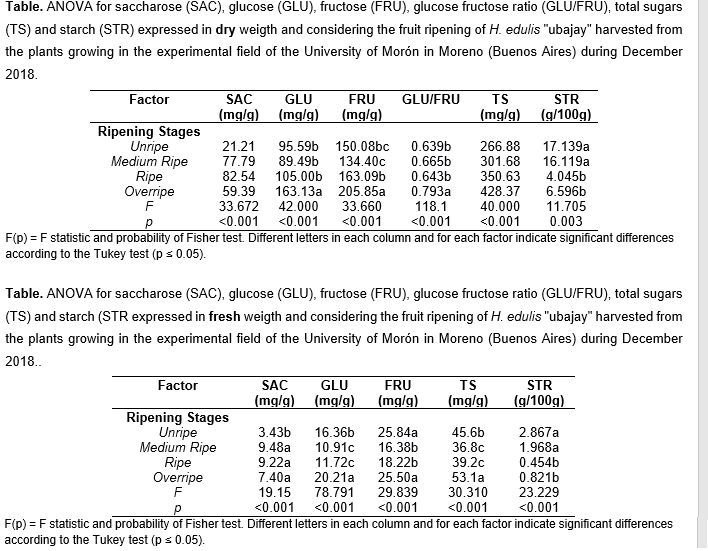 Table. ANOVA for saccharose (SAC), glucose (GLU), fructose (FRU), glucose fructose ratio (GLU/FRU), total sugars
(TS) and starch (STR) expressed in dry weigth and considering the fruit ripening of H. edulis "ubajay" harvested from
the plants growing in the experimental field of the University of Morón in Moreno (Buenos Aires) during December
2018.
Factor SAC GLU FRU GLU/FRU TS STR
(mg/g) (mg/g) (mg/g) (mg/g) (g/100g)
Ripening Stages
Unripe 21.21 95.59b 150.08bc 0.639b 266.88 17.139a
Medium Ripe 77.79 89.49b 134.40c 0.665b 301.68 16.119a
Ripe 82.54 105.00b 163.09b 0.643b 350.63 4.045b
Overripe 59.39 163.13a 205.85a 0.793a 428.37 6.596b
F 33.672 42.000 33.660 118.1 40.000 11.705
p <0.001 <0.001 <0.001 <0.001 <0.001 0.003
F(p) = F statistic and probability of Fisher test. Different letters in each column and for each factor indicate significant differences
according to the Tukey test (p ≤ 0.05).
Table. ANOVA for saccharose (SAC), glucose (GLU), fructose (FRU), glucose fructose ratio (GLU/FRU), total sugars
(TS) and starch (STR expressed in fresh weigth and considering the fruit ripening of H. edulis "ubajay" harvested from
the plants growing in the experimental field of the University of Morón in Moreno (Buenos Aires) during December
2018..
Factor SAC GLU FRU TS STR
(mg/g) (mg/g) (mg/g) (mg/g) (g/100g)
Ripening Stages
Unripe 3.43b 16.36b 25.84a 45.6b 2.867a
Medium Ripe 9.48a 10.91c 16.38b 36.8c 1.968a
Ripe 9.22a 11.72c 18.22b 39.2c 0.454b
Overripe 7.40a 20.21a 25.50a 53.1a 0.821b
F 19.15 78.791 29.839 30.310 23.229
p <0.001 <0.001 <0.001 <0.001 <0.001
F(p) = F statistic and probability of Fisher test. Different letters in each column and for each factor indicate significant differences
according to the Tukey test (p ≤ 0.05).